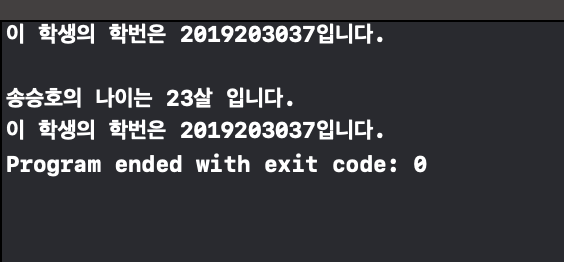 이 학생의 학번은 2019203037입니다.
송승호의 나이는 23살 입니다.
이 학생의 학번은 2019203037입니다.
Program ended with exit code: 0